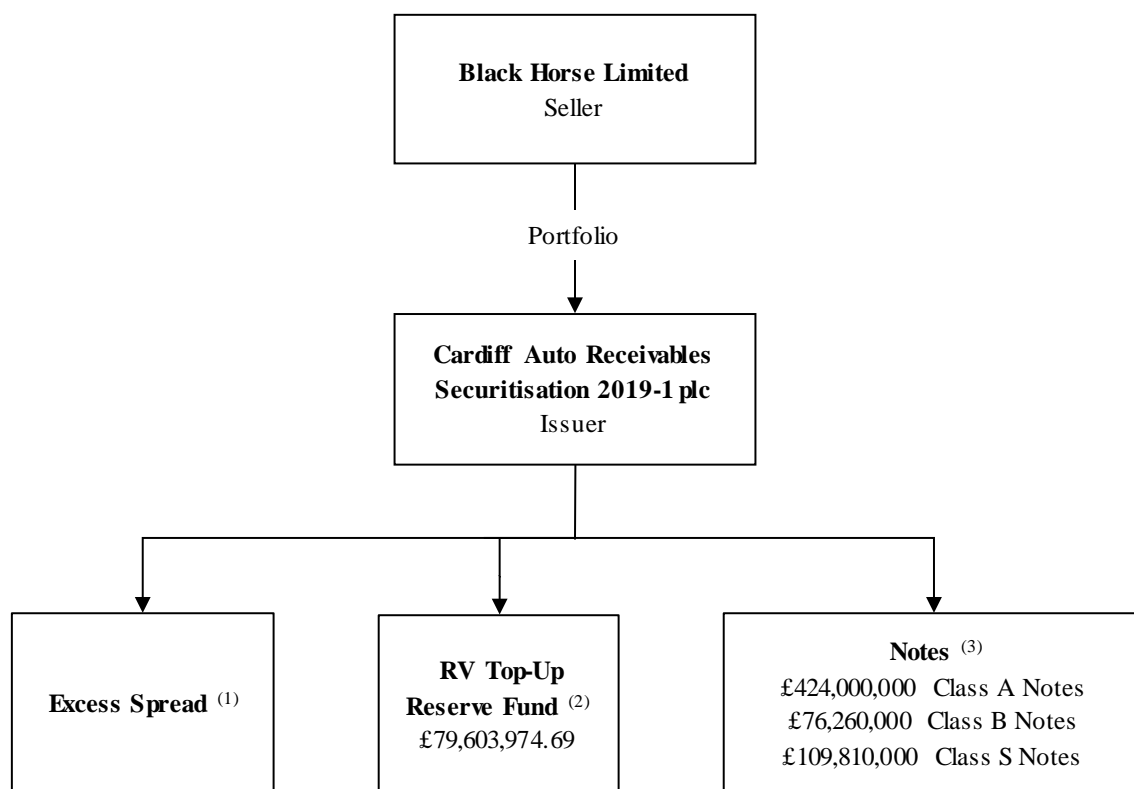 Black Horse Limited
Seller
Portfolio
Cardiff Auto Receivables
Securitisation 2019-1 plc
Issuer
Excess Spread (1)
RV Top-Up
Reserve Fund (2)
£79,603,974.69
Notes (3)
£424,000,000 Class A Notes
£76,260,000 Class B Notes
£109,810,000 Class S Notes